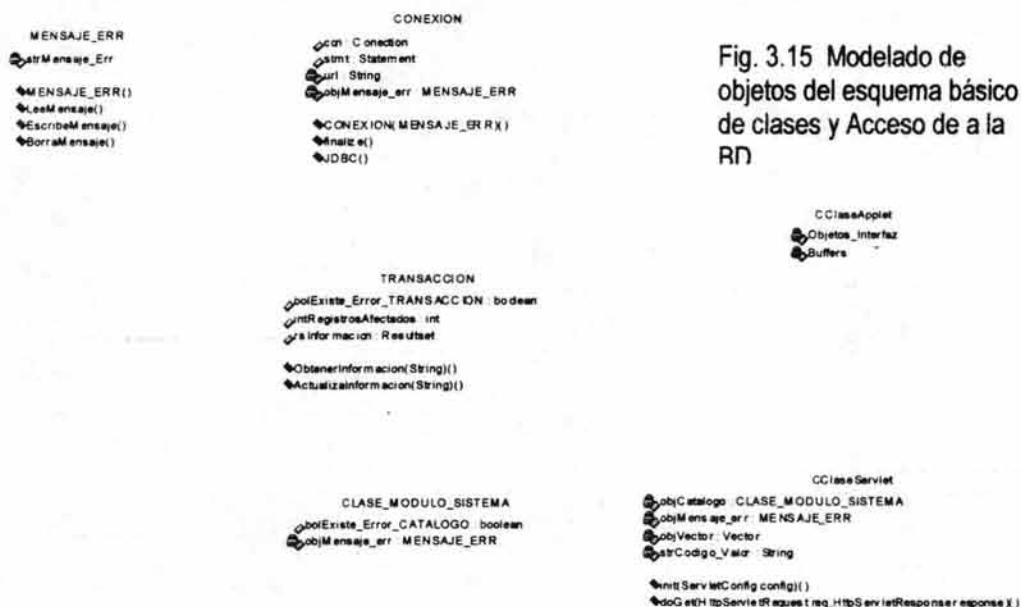 MENSAJE_ERR
strMensaje_Err
MENSAJE_ERR()
LeeMensaje()
EscribeMensaje()
BorraMensaje()
CONEXION
con : Conection
stmt : Statement
url : String
objMensaje_err : MENSAJE_ERR
CONEXION(MENSAJE_ERR)()
finalize()
JDBC()
Fig. 3.15 Modelado de
objetos del esquema básico
de clases y Acceso de a la
BD
CClaseApplet
Objetos_Interfaz
Buffers
TRANSACCION
bolExiste_Error_TRANSACCION : boolean
intRegistrosAfectados : int
rsInformacion : Resultset
ObtenerInformacion(String)()
ActualizaInformacion(String)()
CLASE_MODULO_SISTEMA
bolExiste_Error_CATALOGO : boolean
objMensaje_err : MENSAJE_ERR
CClaseServlet
objCatalogo : CLASE_MODULO_SISTEMA
objMensaje_err : MENSAJE_ERR
objVector : Vector
strCodigo_Valor : String
init(ServletConfig config)()
doGet(HttpServletRequest req, HttpServletResponse response)()